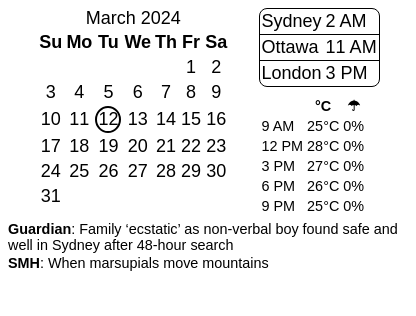 March 2024
Su Mo Tu We Th Fr Sa
1 2
3 4 5 6 7 8 9
10 11 12 13 14 15 16
17 18 19 20 21 22 23
24 25 26 27 28 29 30
31
Sydney 2 AM
Ottawa 11 AM
London 3 PM
°C ☂
9 AM 25°C 0%
12 PM 28°C 0%
3 PM 27°C 0%
6 PM 26°C 0%
9 PM 25°C 0%
Guardian: Family ‘ecstatic’ as non-verbal boy found safe and
well in Sydney after 48-hour search
SMH: When marsupials move mountains